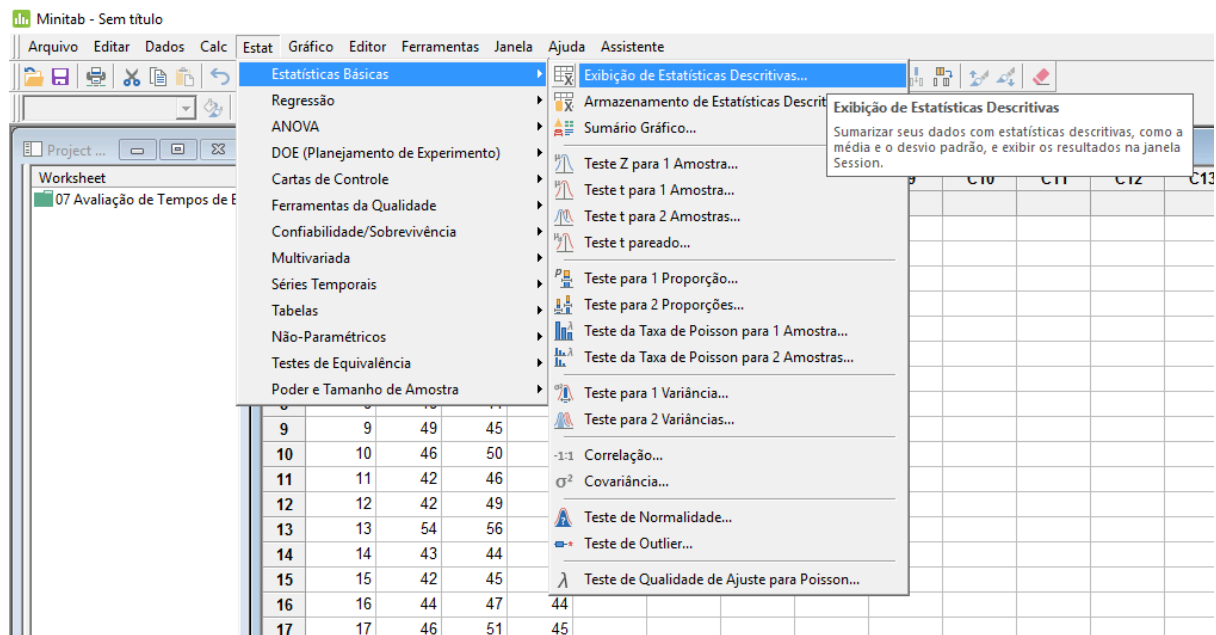 Minitab - Sem título
Arquivo Editar Dados Calc Estat Gráfico Editor Ferramentas Janela Ajuda Assistente
Estatísticas Básicas
Regressão
ANOVA
DOE (Planejamento de Experimento)
Cartas de Controle
Ferramentas da Qualidade
Confiabilidade/Sobrevivência
Multivariada
Séries Temporais
Tabelas
Não-Paramétricos
Testes de Equivalência
Poder e Tamanho de Amostra
Exibição de Estatísticas Descritivas...
Armazenamento de Estatísticas Descrit
Sumário Gráfico...
Teste Z para 1 Amostra...
Teste t para 1 Amostra...
Teste t para 2 Amostras...
Teste t pareado...
Teste para 1 Proporção...
Teste para 2 Proporções...
Teste da Taxa de Poisson para 1 Amostra...
Teste da Taxa de Poisson para 2 Amostras...
Teste para 1 Variância...
Teste para 2 Variâncias...
-1:1 Correlação...
σ² Covariância...
Teste de Normalidade...
Teste de Outlier...
λ Teste de Qualidade de Ajuste para Poisson...
Exibição de Estatísticas Descritivas
Sumarizar seus dados com estatísticas descritivas, como a
média e o desvio padrão, e exibir os resultados na janela
Session.
Project ...
Worksheet
07 Avaliação de Tempos de E
C10 C11 C12 C13
9 9 49 45
10 10 46 50
11 11 42 46
12 12 42 49
13 13 54 56
14 14 43 44
15 15 42 45
16 16 44 47 44
17 17 46 51 45